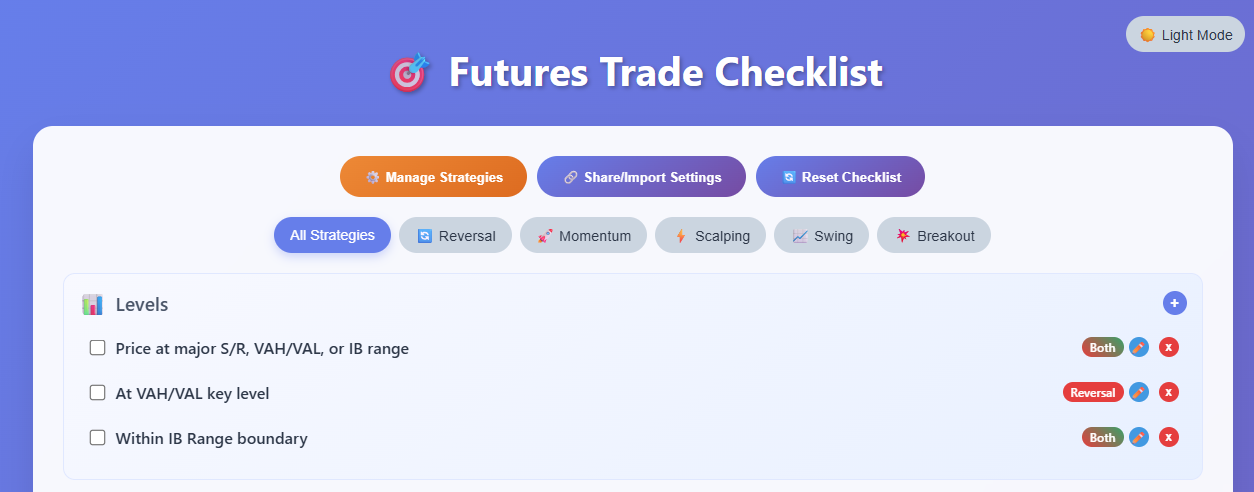 Light Mode
Futures Trade Checklist
Manage Strategies Share/Import Settings Reset Checklist
All Strategies Reversal Momentum Scalping Swing Breakout
Levels +
Price at major S/R, VAH/VAL, or IB range Both x
At VAH/VAL key level Reversal x
Within IB Range boundary Both x